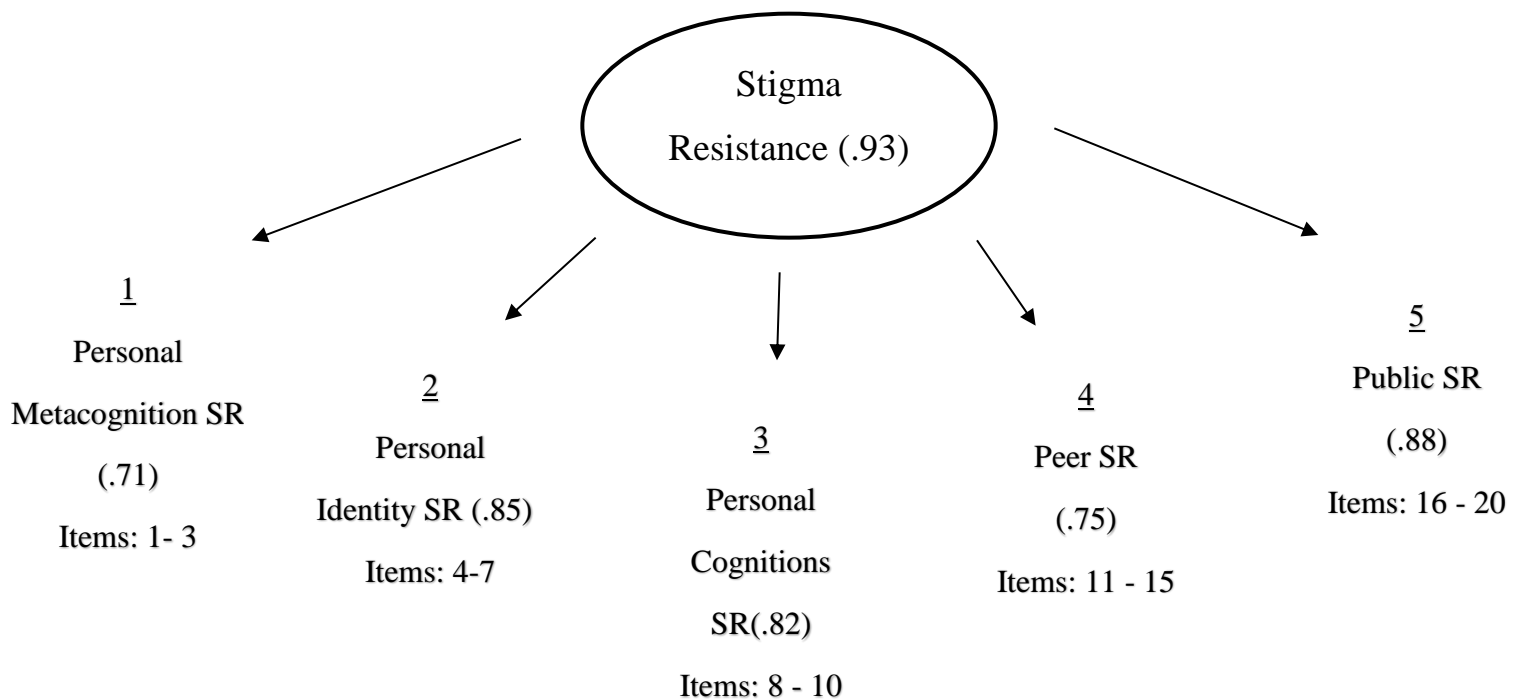 Stigma
Resistance (.93)
1
Personal
Metacognition SR
(.71)
Items: 1- 3
2
Personal
Identity SR (.85)
Items: 4-7
3
Personal
Cognitions
SR(.82)
Items: 8 - 10
4
Peer SR
(.75)
Items: 11 - 15
5
Public SR
(.88)
Items: 16 - 20